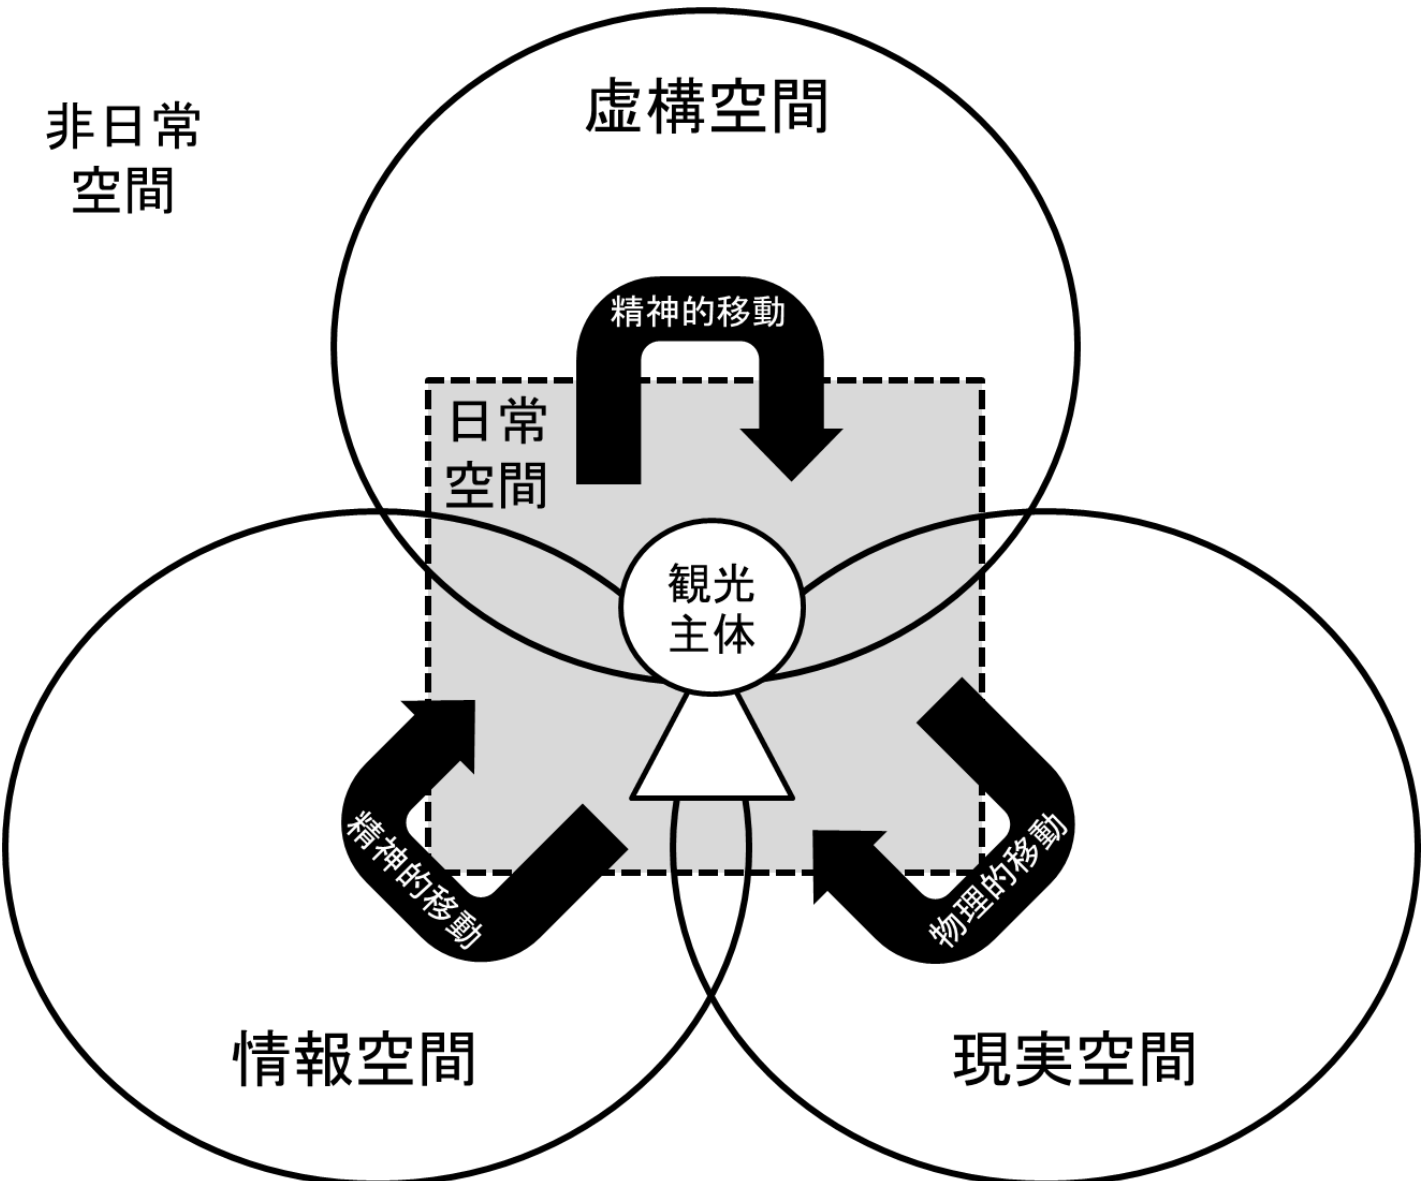 虚構空間
非日常
空間
精神的移動
日常
空間
観光
主体
精神的移動
物理的移動
情報空間
現実空間